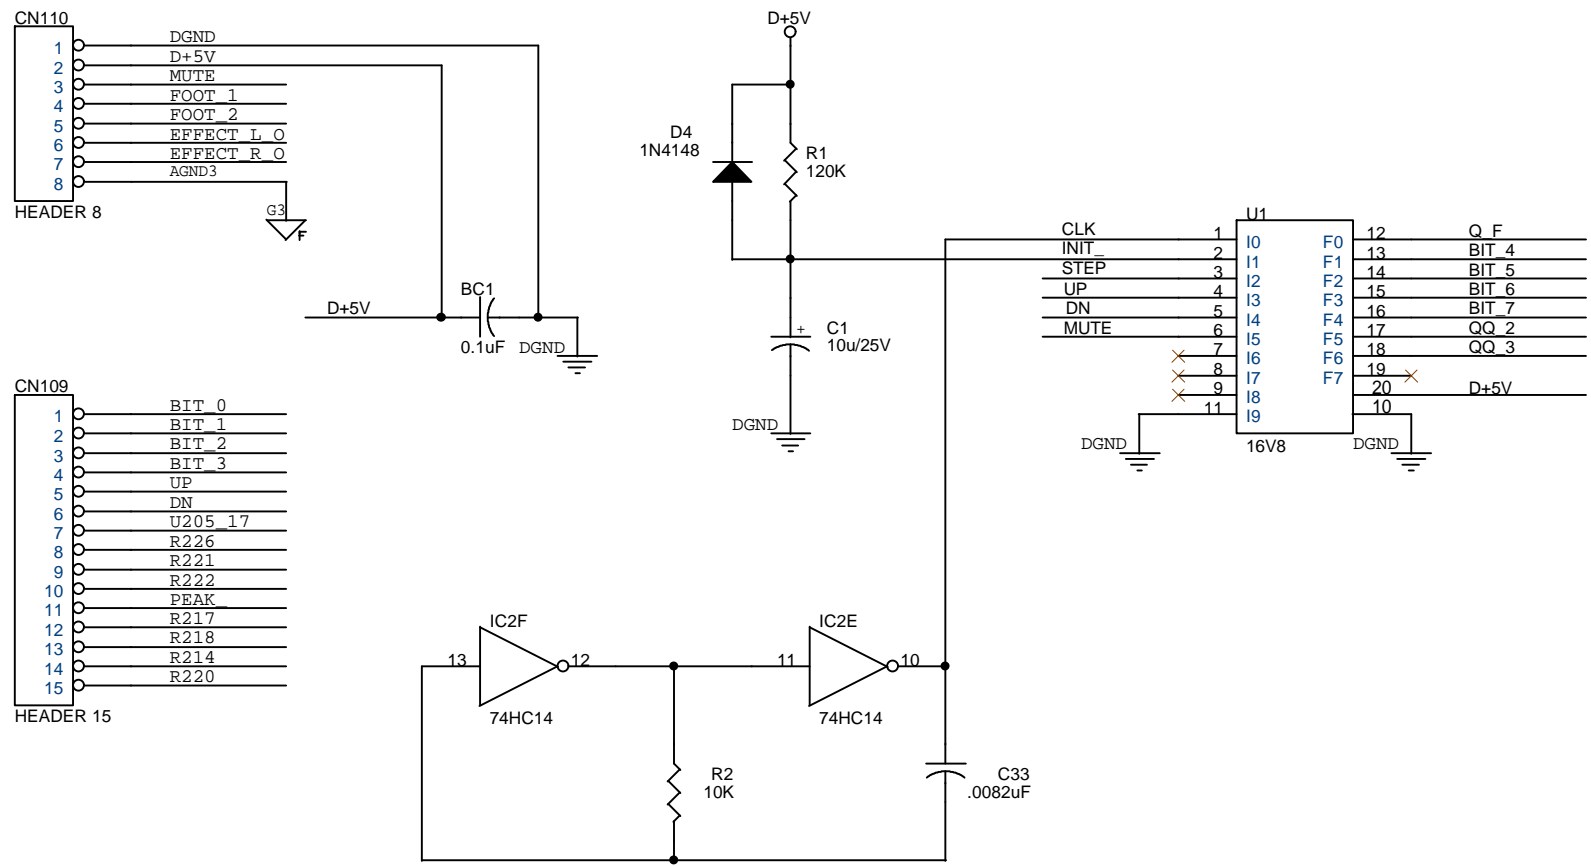 CN110
1 DGND
2 D+5V
3 MUTE
4 FOOT_1
5 FOOT_2
6 EFFECT_L_O
7 EFFECT_R_O
8 AGND3
HEADER 8
G3
F
D+5V
BC1
0.1uF
DGND
D+5V
D4
1N4148
R1
120K
C1
+
10u/25V
DGND
U1
CLK 1 I0 F0 12 Q_F
INIT_ 2 I1 F1 13 BIT_4
STEP 3 I2 F2 14 BIT_5
UP 4 I3 F3 15 BIT_6
DN 5 I4 F4 16 BIT_7
MUTE 6 I5 F5 17 QQ_2
7 I6 F6 18 QQ_3
8 I7 F7 19
9 I8 20 D+5V
11 I9 10
DGND
16V8
DGND
CN109
1 BIT_0
2 BIT_1
3 BIT_2
4 BIT_3
5 UP
6 DN
7 U205_17
8 R226
9 R221
10 R222
11 PEAK_
12 R217
13 R218
14 R214
15 R220
HEADER 15
IC2F
13
12
74HC14
IC2E
11
10
74HC14
R2
10K
C33
.0082uF